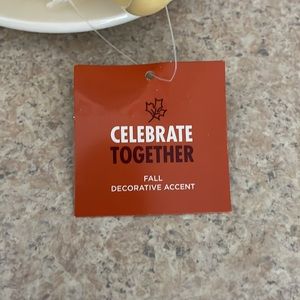 CELEBRATE
TOGETHER
FALL
DECORATIVE ACCENT